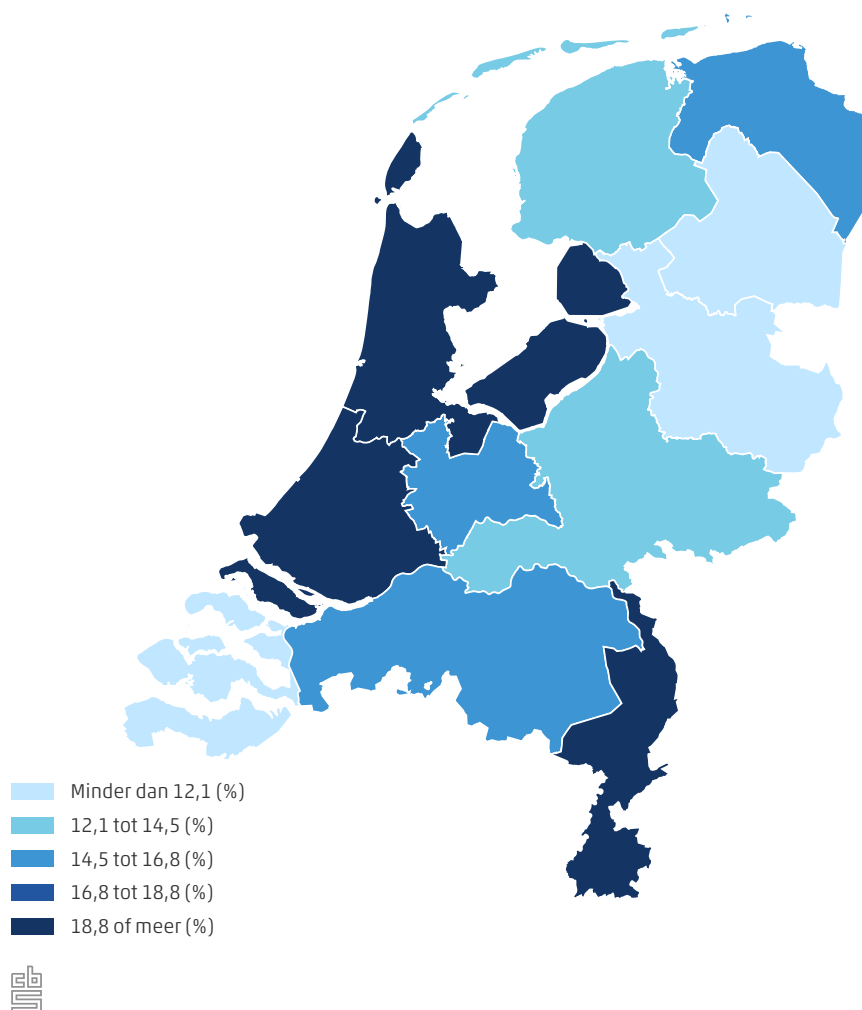 Minder dan 12,1 (%)
12,1 tot 14,5 (%)
14,5 tot 16,8 (%)
16,8 tot 18,8 (%)
18,8 of meer (%)
cb